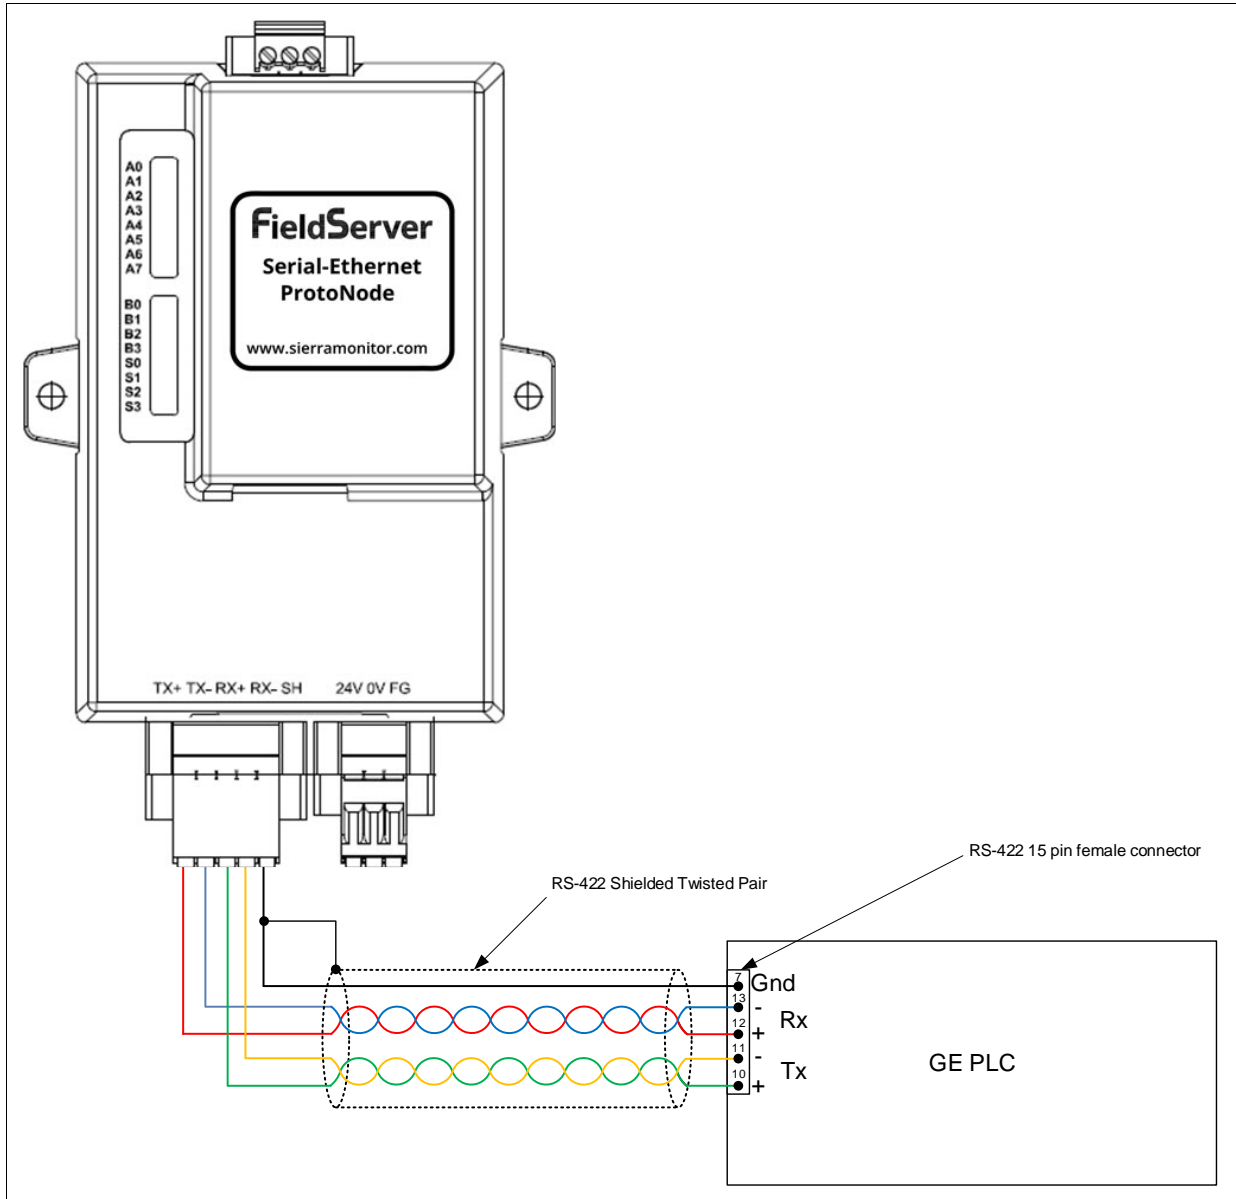 A0
A1
A2
A3
A4
A5
A6
A7
B0
B1
B2
B3
S0
S1
S2
S3
FieldServer
Serial-Ethernet
ProtoNode
www.sierramonitor.com
TX+ TX- RX+ RX- SH 24V 0V FG
RS-422 15 pin female connector
RS-422 Shielded Twisted Pair
7 Gnd
13 -
Rx
12 +
11 -
Tx
10 +
GE PLC